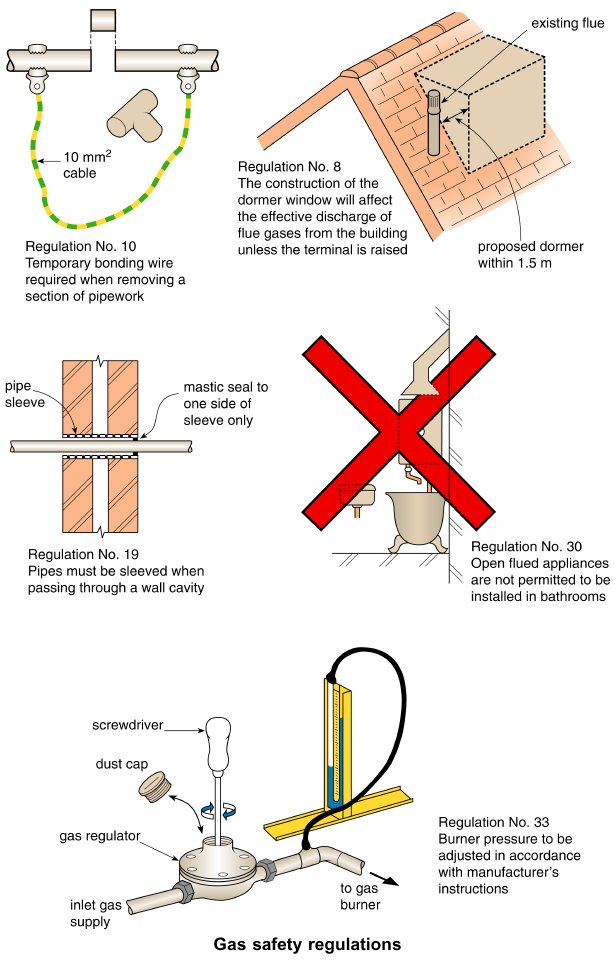 existing flue
10 mm²
cable
Regulation No. 8
The construction of the
dormer window will affect
the effective discharge of
flue gases from the building
unless the terminal is raised
proposed dormer
within 1.5 m
Regulation No. 10
Temporary bonding wire
required when removing a
section of pipework
pipe
sleeve
mastic seal to
one side of
sleeve only
Regulation No. 19
Pipes must be sleeved when
passing through a wall cavity
Regulation No. 30
Open flued appliances
are not permitted to be
installed in bathrooms
screwdriver
dust cap
gas regulator
inlet gas
supply
to gas
burner
Regulation No. 33
Burner pressure to be
adjusted in accordance
with manufacturer's
instructions
Gas safety regulations